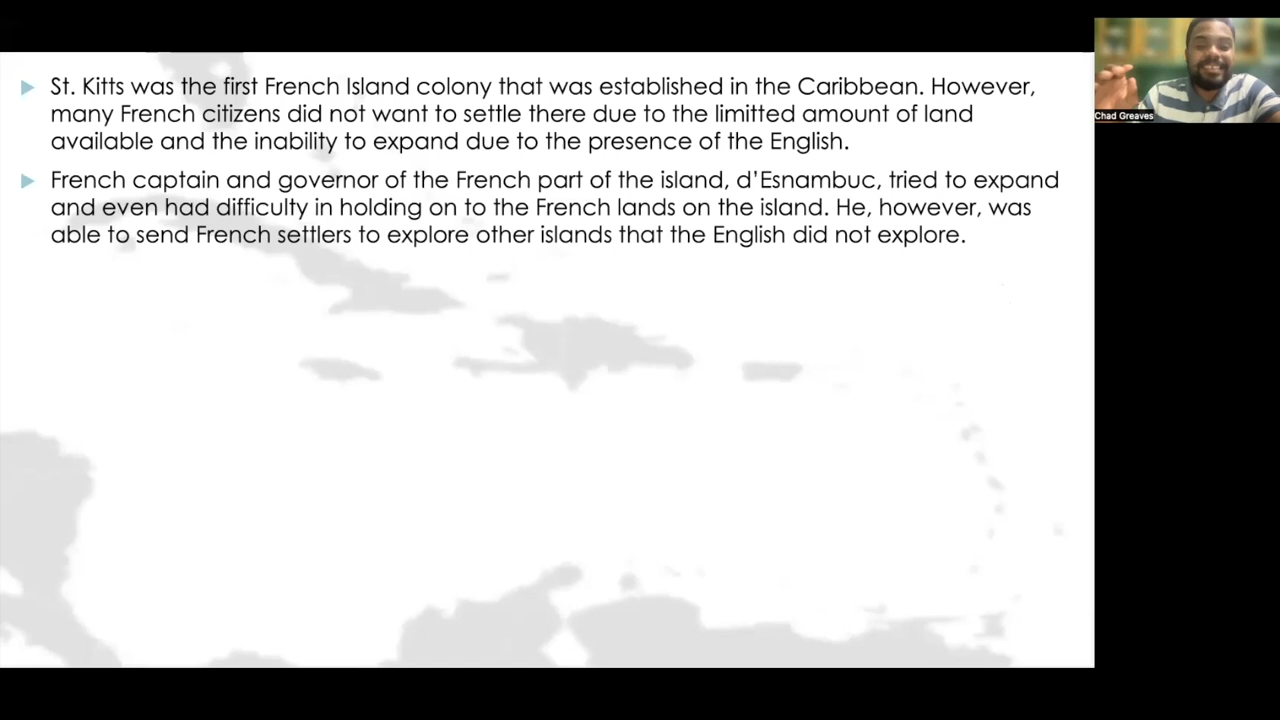 St. Kitts was the first French Island colony that was established in the Caribbean. However,
many French citizens did not want to settle there due to the limitted amount of land
available and the inability to expand due to the presence of the English.
French captain and governor of the French part of the island, d'Esnambuc, tried to expand
and even had difficulty in holding on to the French lands on the island. He, however, was
able to send French settlers to explore other islands that the English did not explore.
Chad Greaves